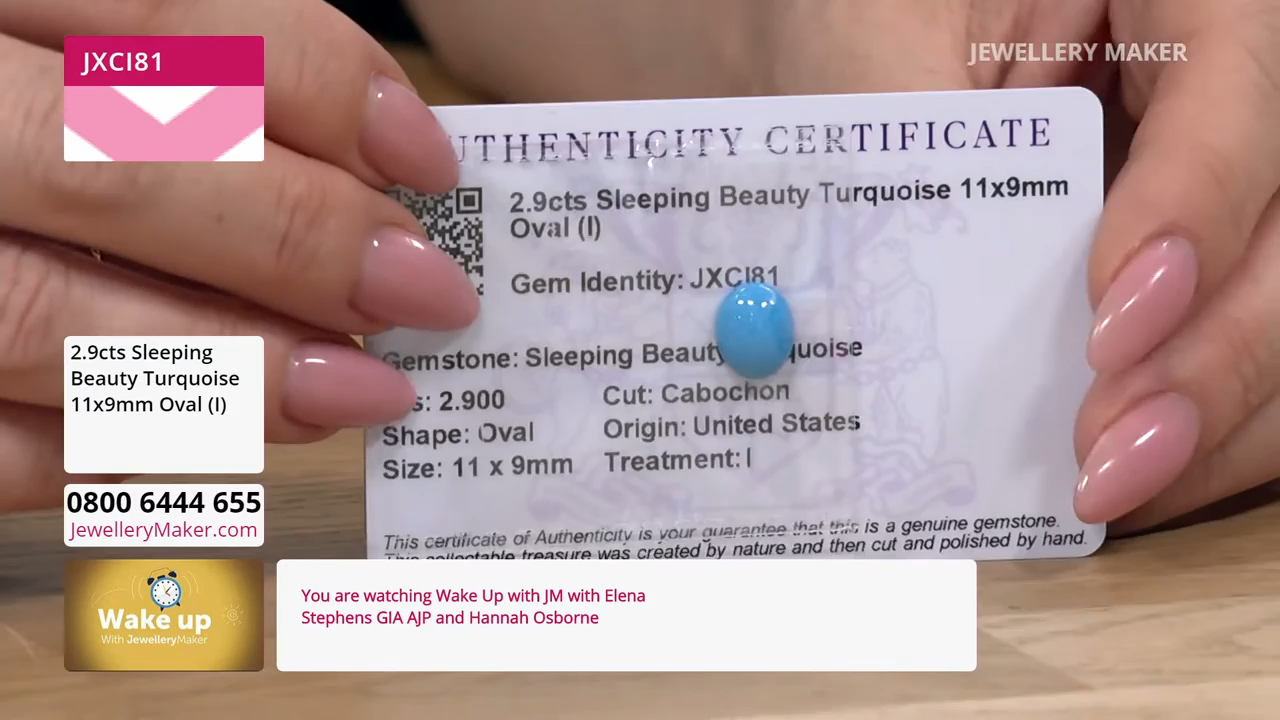 JXCI81
JEWELLERY MAKER
UTHENTICITY CERTIFICATE
2.9cts Sleeping Beauty Turquoise 11x9mm
Oval (I)
Gem Identity: JXCI81
Gemstone: Sleeping Beauty quoise
s: 2.900 Cut: Cabochon
Shape: Oval Origin: United States
Size: 11 x 9mm Treatment: I
This certificate of Authenticity is your guarantee that this is a genuine gemstone.
This collectable treasure was created by nature and then cut and polished by hand.
2.9cts Sleeping
Beauty Turquoise
11x9mm Oval (I)
0800 6444 655
JewelleryMaker.com
Wake up
With JewelleryMaker
You are watching Wake Up with JM with Elena
Stephens GIA AJP and Hannah Osborne